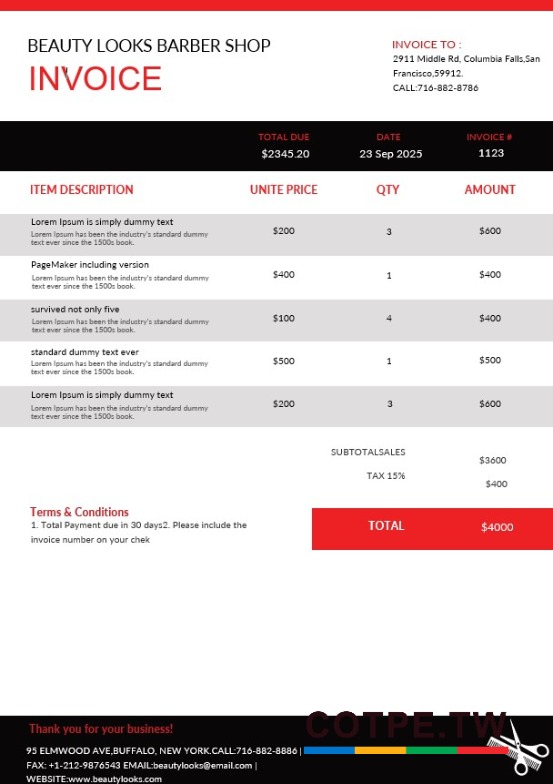 BEAUTY LOOKS BARBER SHOP
INVOICE
INVOICE TO :
2911 Middle Rd, Columbia Falls,San
Francisco,59912.
CALL:716-882-8786
TOTAL DUE DATE INVOICE #
$2345.20 23 Sep 2025 1123
ITEM DESCRIPTION UNITE PRICE QTY AMOUNT
Lorem Ipsum is simply dummy text
Lorem Ipsum has been the industry's standard dummy
text ever since the 1500s book.
$200 3 $600
PageMaker including version
Lorem Ipsum has been the industry's standard dummy
text ever since the 1500s book.
$400 1 $400
survived not only five
Lorem Ipsum has been the industry's standard dummy
text ever since the 1500s book.
$100 4 $400
standard dummy text ever
Lorem Ipsum has been the industry's standard dummy
text ever since the 1500s book.
$500 1 $500
Lorem Ipsum is simply dummy text
Lorem Ipsum has been the industry's standard dummy
text ever since the 1500s book.
$200 3 $600
SUBTOTALSALES $3600
TAX 15% $400
Terms & Conditions
1. Total Payment due in 30 days2. Please include the
invoice number on your chek
TOTAL $4000
COTPE.TW
Thank you for your business!
95 ELMWOOD AVE,BUFFALO, NEW YORK.CALL:716-882-8886 |
FAX: +1-212-9876543 EMAIL:beautylooks@email.com |
WEBSITE:www.beautylooks.com